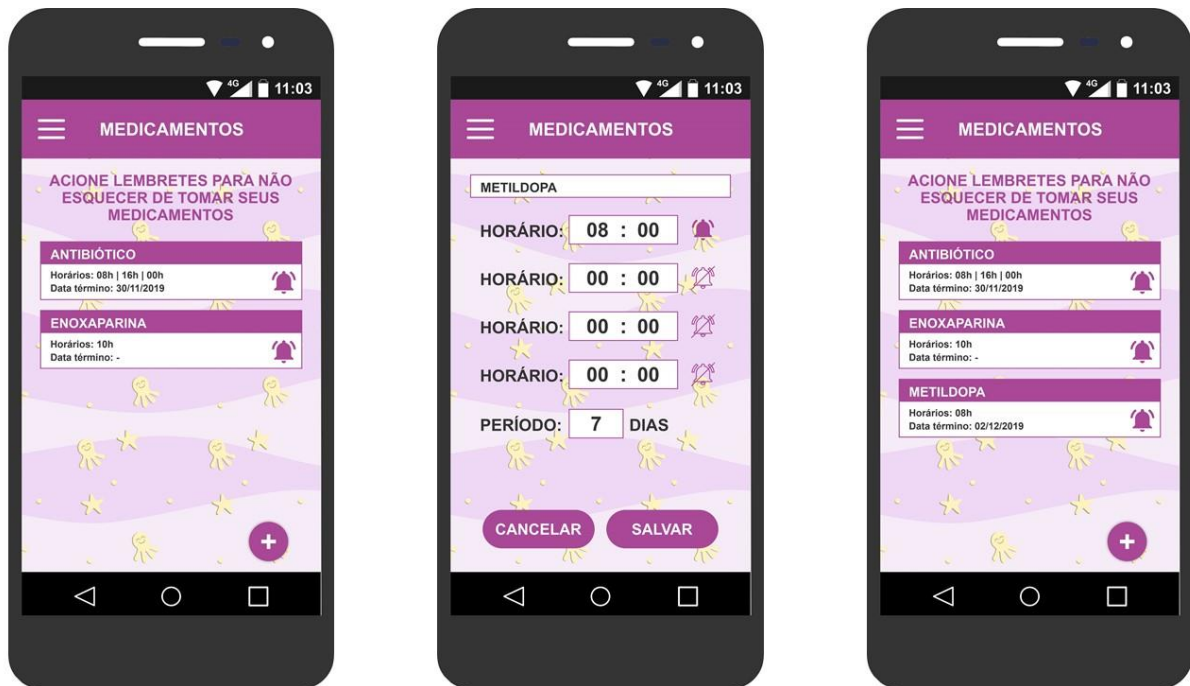 4G 11:03
MEDICAMENTOS
ACIONE LEMBRETES PARA NÃO
ESQUECER DE TOMAR SEUS
MEDICAMENTOS
ANTIBIÓTICO
Horários: 08h | 16h | 00h
Data término: 30/11/2019
ENOXAPARINA
Horários: 10h
Data término: -
+
4G 11:03
MEDICAMENTOS
METILDOPA
HORÁRIO: 08 : 00
HORÁRIO: 00 : 00
HORÁRIO: 00 : 00
HORÁRIO: 00 : 00
PERÍODO: 7 DIAS
CANCELAR SALVAR
4G 11:03
MEDICAMENTOS
ACIONE LEMBRETES PARA NÃO
ESQUECER DE TOMAR SEUS
MEDICAMENTOS
ANTIBIÓTICO
Horários: 08h | 16h | 00h
Data término: 30/11/2019
ENOXAPARINA
Horários: 10h
Data término: -
METILDOPA
Horários: 08h
Data término: 02/12/2019
+